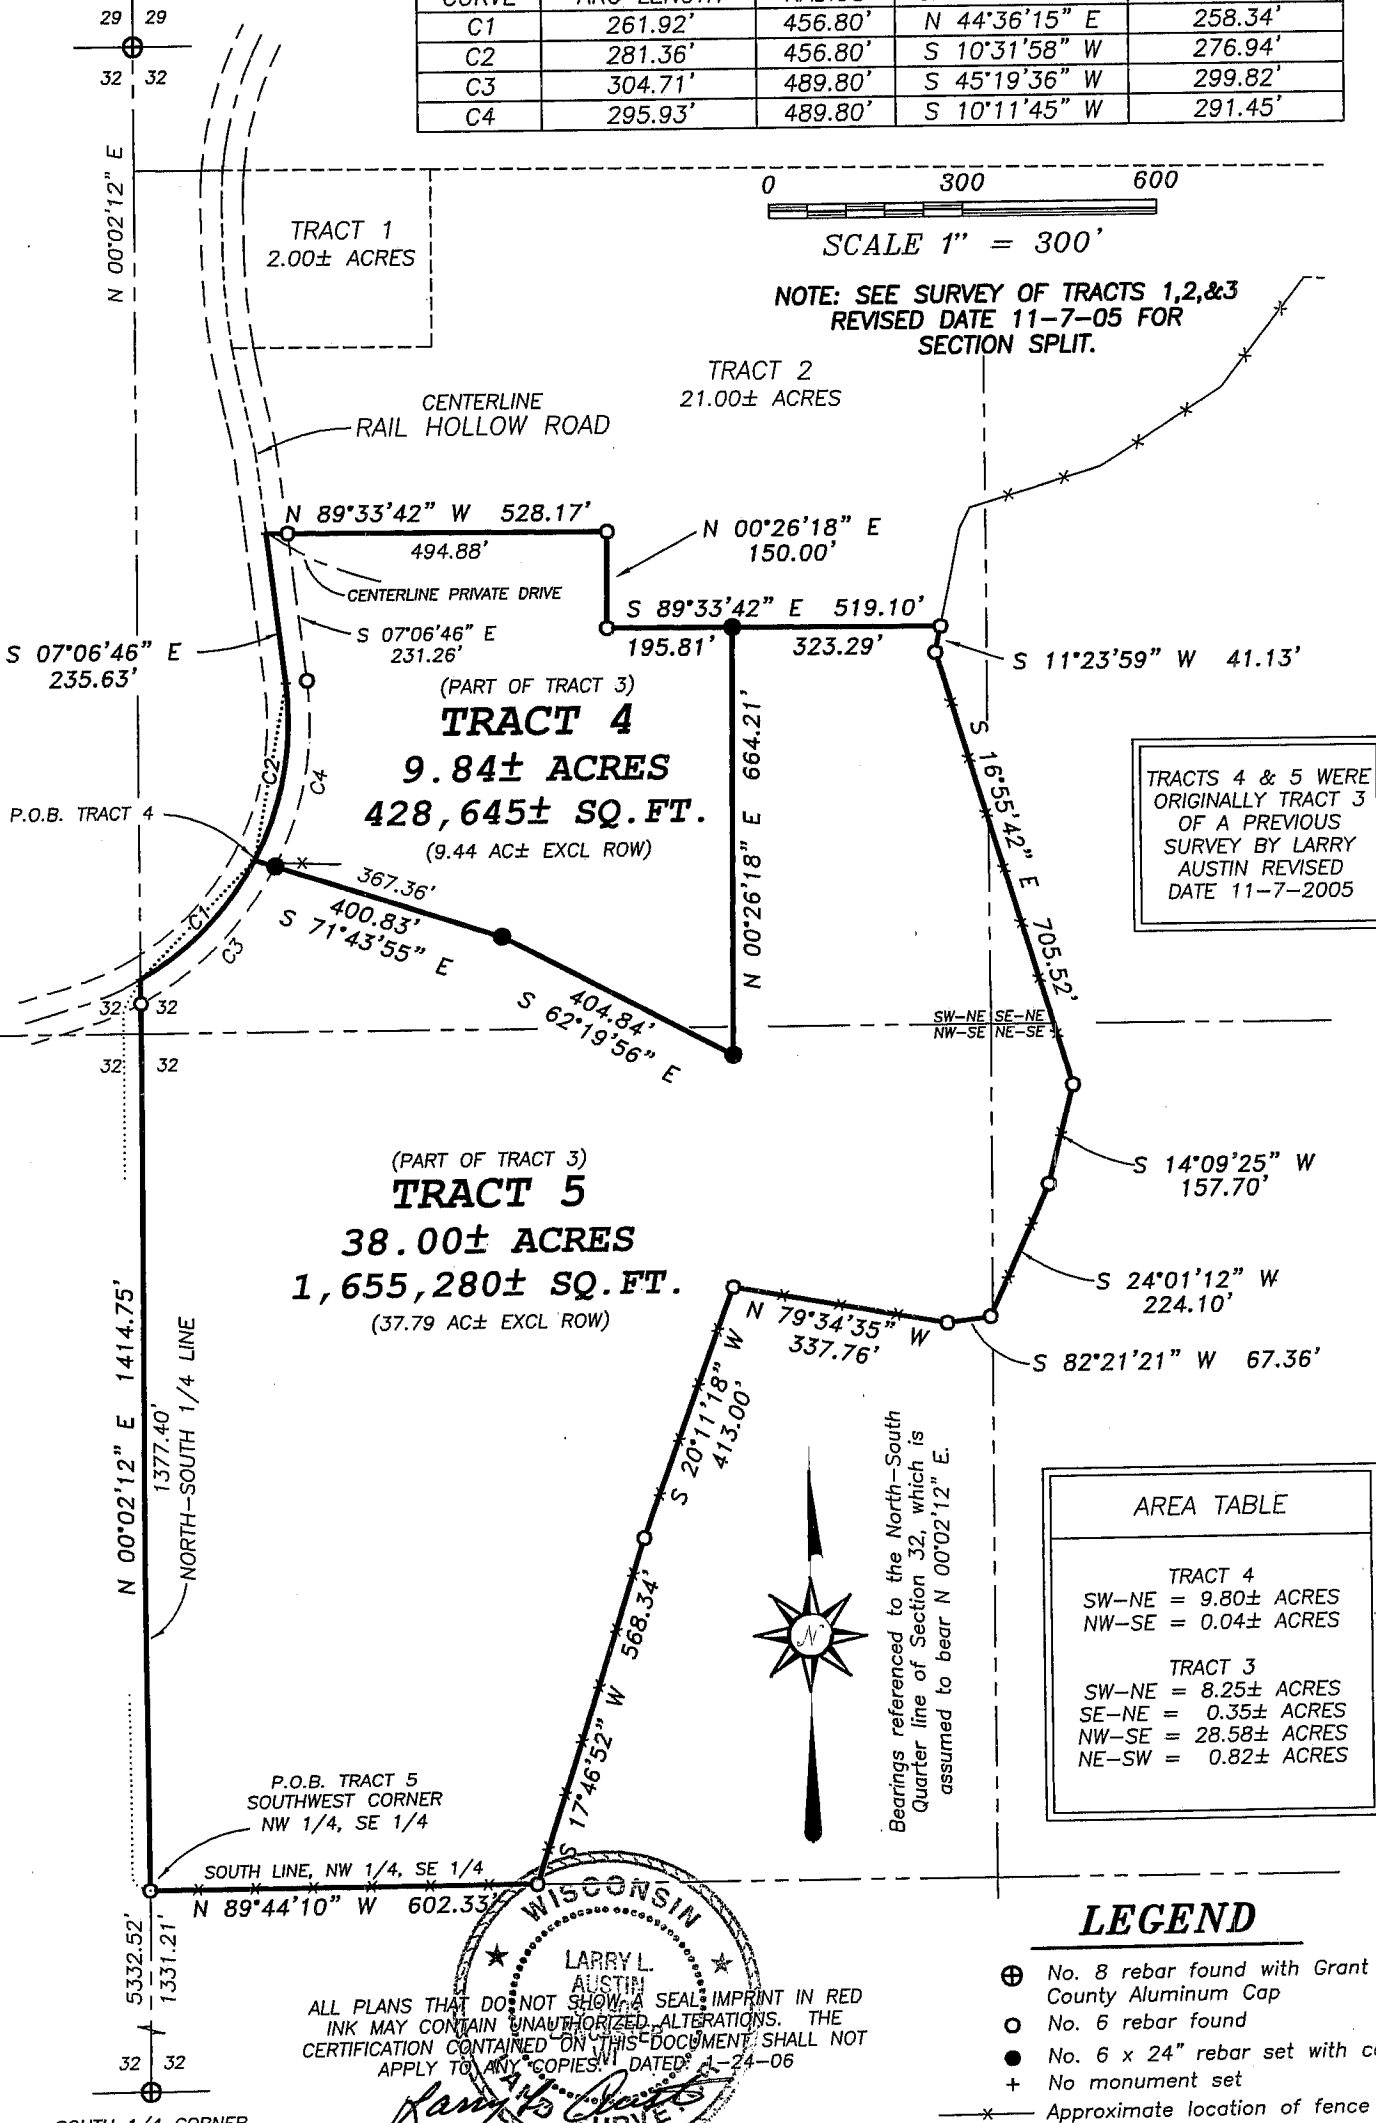 29 29
32 32
C1 261.92' 456.80' N 44°36'15" E 258.34'
C2 281.36' 456.80' S 10°31'58" W 276.94'
C3 304.71' 489.80' S 45°19'36" W 299.82'
C4 295.93' 489.80' S 10°11'45" W 291.45'
N 00°02'12" E
0 300 600
SCALE 1" = 300'
TRACT 1
2.00± ACRES
NOTE: SEE SURVEY OF TRACTS 1,2,&3
REVISED DATE 11-7-05 FOR
SECTION SPLIT.
TRACT 2
21.00± ACRES
CENTERLINE
RAIL HOLLOW ROAD
N 89°33'42" W 528.17'
494.88'
N 00°26'18" E
150.00'
CENTERLINE PRIVATE DRIVE
S 89°33'42" E 519.10'
195.81' 323.29'
S 07°06'46" E
231.26'
S 07°06'46" E
235.63'
S 11°23'59" W 41.13'
(PART OF TRACT 3)
TRACT 4
9.84± ACRES
428,645± SQ.FT.
(9.44 AC± EXCL ROW)
N 00°26'18" E 664.21'
S 16°55'42" E 705.52'
TRACTS 4 & 5 WERE
ORIGINALLY TRACT 3
OF A PREVIOUS
SURVEY BY LARRY
AUSTIN REVISED
DATE 11-7-2005
C2
C4
P.O.B. TRACT 4
C1
C3
367.36'
400.83'
S 71°43'55" E
404.84'
S 62°19'56" E
32 32
32 32
SW-NE SE-NE
NW-SE NE-SE
(PART OF TRACT 3)
TRACT 5
38.00± ACRES
1,655,280± SQ.FT.
(37.79 AC± EXCL ROW)
S 14°09'25" W
157.70'
S 24°01'12" W
224.10'
S 82°21'21" W 67.36'
N 79°34'35" W
337.76'
S 20°11'18" W
413.00'
N 00°02'12" E 1414.75'
1377.40'
NORTH-SOUTH 1/4 LINE
S 17°46'52" W 568.34'
N
Bearings referenced to the North-South
Quarter line of Section 32, which is
assumed to bear N 00°02'12" E.
AREA TABLE
TRACT 4
SW-NE = 9.80± ACRES
NW-SE = 0.04± ACRES
TRACT 3
SW-NE = 8.25± ACRES
SE-NE = 0.35± ACRES
NW-SE = 28.58± ACRES
NE-SW = 0.82± ACRES
P.O.B. TRACT 5
SOUTHWEST CORNER
NW 1/4, SE 1/4
SOUTH LINE, NW 1/4, SE 1/4
N 89°44'10" W 602.33'
5332.52'
1331.21'
32 32
WISCONSIN
LARRY L.
AUSTIN
WI
ALL PLANS THAT DO NOT SHOW A SEAL IMPRINT IN RED
INK MAY CONTAIN UNAUTHORIZED ALTERATIONS. THE
CERTIFICATION CONTAINED ON THIS DOCUMENT SHALL NOT
APPLY TO ANY COPIES. DATED: 1-24-06
LEGEND
No. 8 rebar found with Grant
County Aluminum Cap
No. 6 rebar found
No. 6 x 24" rebar set with
No monument set
Approximate location of fence